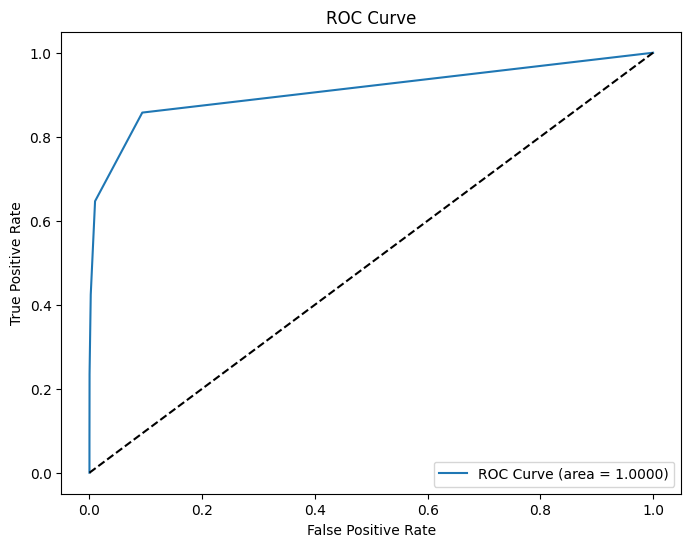 ROC Curve
1.0
0.8
0.6
0.4
0.2
0.0
True Positive Rate
ROC Curve (area = 1.0000)
0.0 0.2 0.4 0.6 0.8 1.0
False Positive Rate